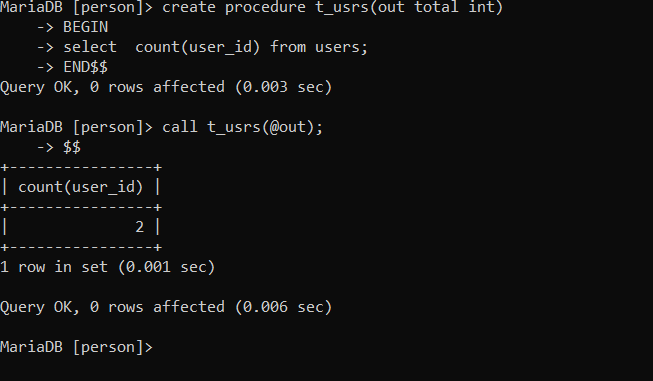 MariaDB [person]> create procedure t_usrs(out total int)
    -> BEGIN
    -> select  count(user_id) from users;
    -> END$$
Query OK, 0 rows affected (0.003 sec)
MariaDB [person]> call t_usrs(@out);
    -> $$
+----------------+
| count(user_id) |
+----------------+
|              2 |
+----------------+
1 row in set (0.001 sec)
Query OK, 0 rows affected (0.006 sec)
MariaDB [person]>